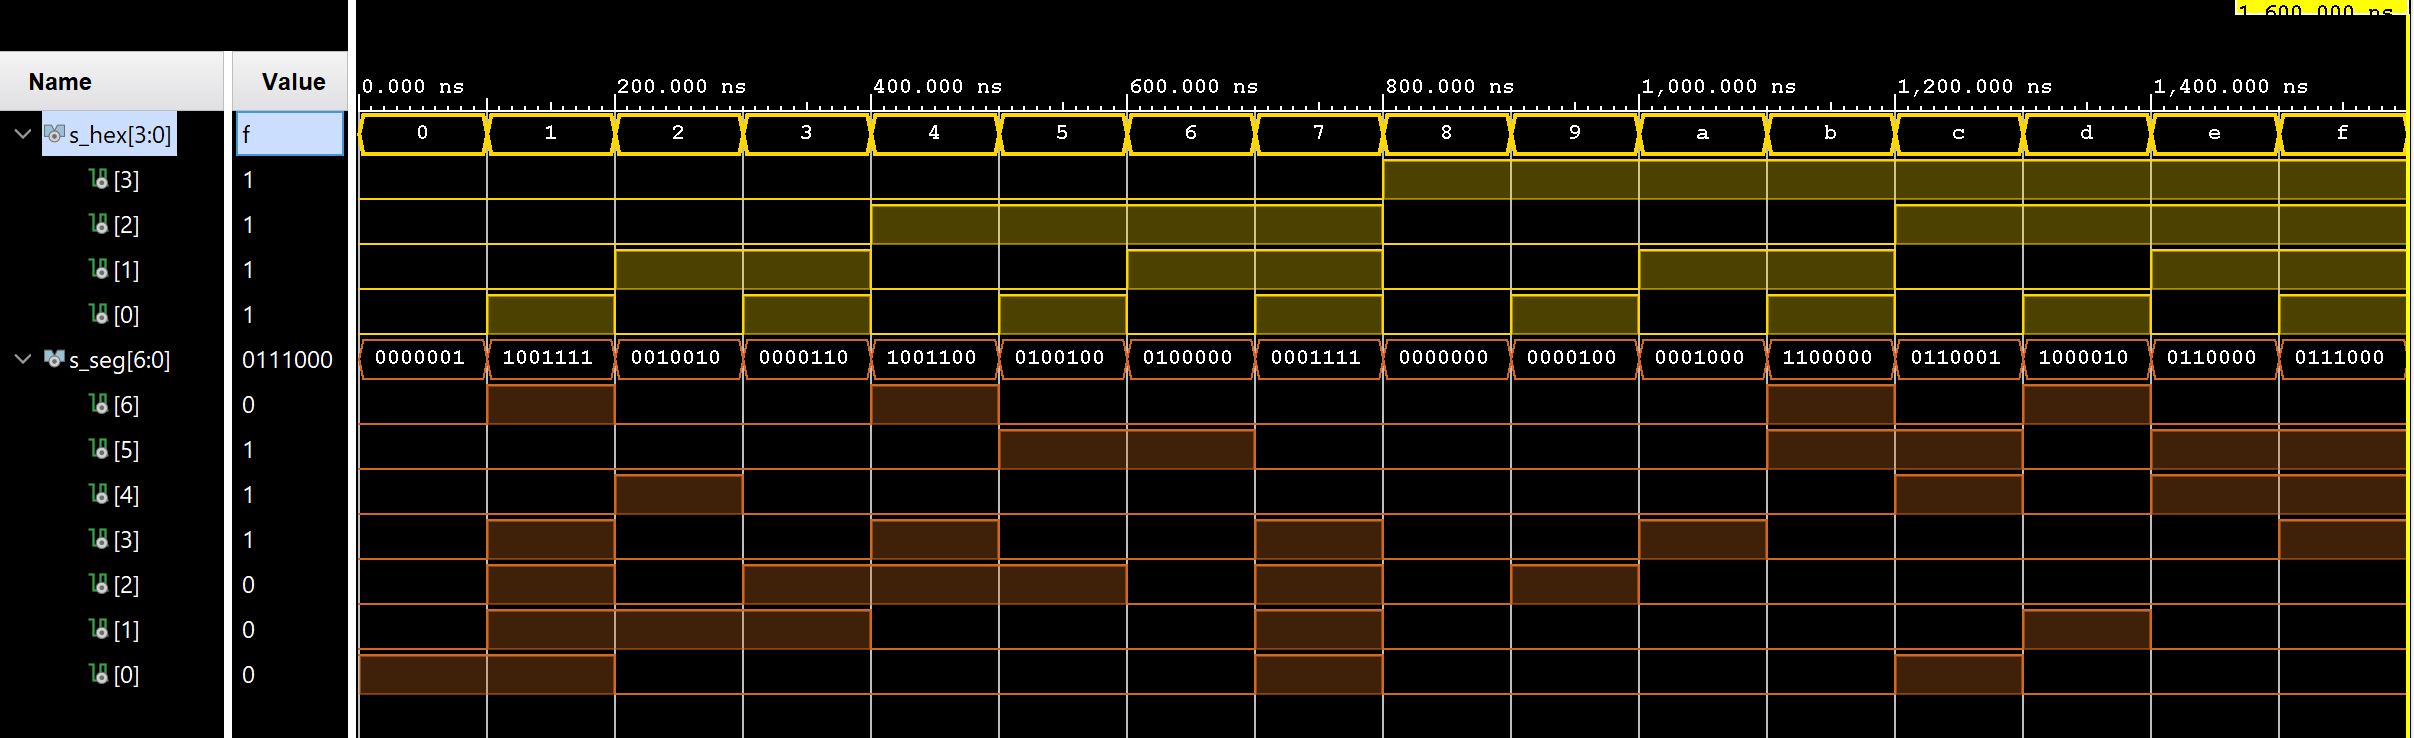 1,600.000 ns
Name Value
0.000 ns 200.000 ns 400.000 ns 600.000 ns 800.000 ns 1,000.000 ns 1,200.000 ns 1,400.000 ns
s_hex[3:0] f 0 1 2 3 4 5 6 7 8 9 a b c d e f
[3] 1
[2] 1
[1] 1
[0] 1
s_seg[6:0] 0111000 0000001 1001111 0010010 0000110 1001100 0100100 0100000 0001111 0000000 0000100 0001000 1100000 0110001 1000010 0110000 0111000
[6] 0
[5] 1
[4] 1
[3] 1
[2] 0
[1] 0
[0] 0